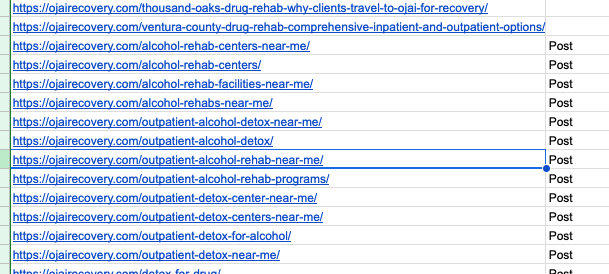 https://ojairecovery.com/thousand-oaks-drug-rehab-why-clients-travel-to-ojai-for-recovery/
https://ojairecovery.com/ventura-county-drug-rehab-comprehensive-inpatient-and-outpatient-options/
https://ojairecovery.com/alcohol-rehab-centers-near-me/ Post
https://ojairecovery.com/alcohol-rehab-centers/ Post
https://ojairecovery.com/alcohol-rehab-facilities-near-me/ Post
https://ojairecovery.com/alcohol-rehabs-near-me/ Post
https://ojairecovery.com/outpatient-alcohol-detox-near-me/ Post
https://ojairecovery.com/outpatient-alcohol-detox/ Post
https://ojairecovery.com/outpatient-alcohol-rehab-near-me/ Post
https://ojairecovery.com/outpatient-alcohol-rehab-programs/ Post
https://ojairecovery.com/outpatient-detox-center-near-me/ Post
https://ojairecovery.com/outpatient-detox-centers-near-me/ Post
https://ojairecovery.com/outpatient-detox-for-alcohol/ Post
https://ojairecovery.com/outpatient-detox-near-me/ Post
https://ojairecovery.com/detox-for-drug/ Post